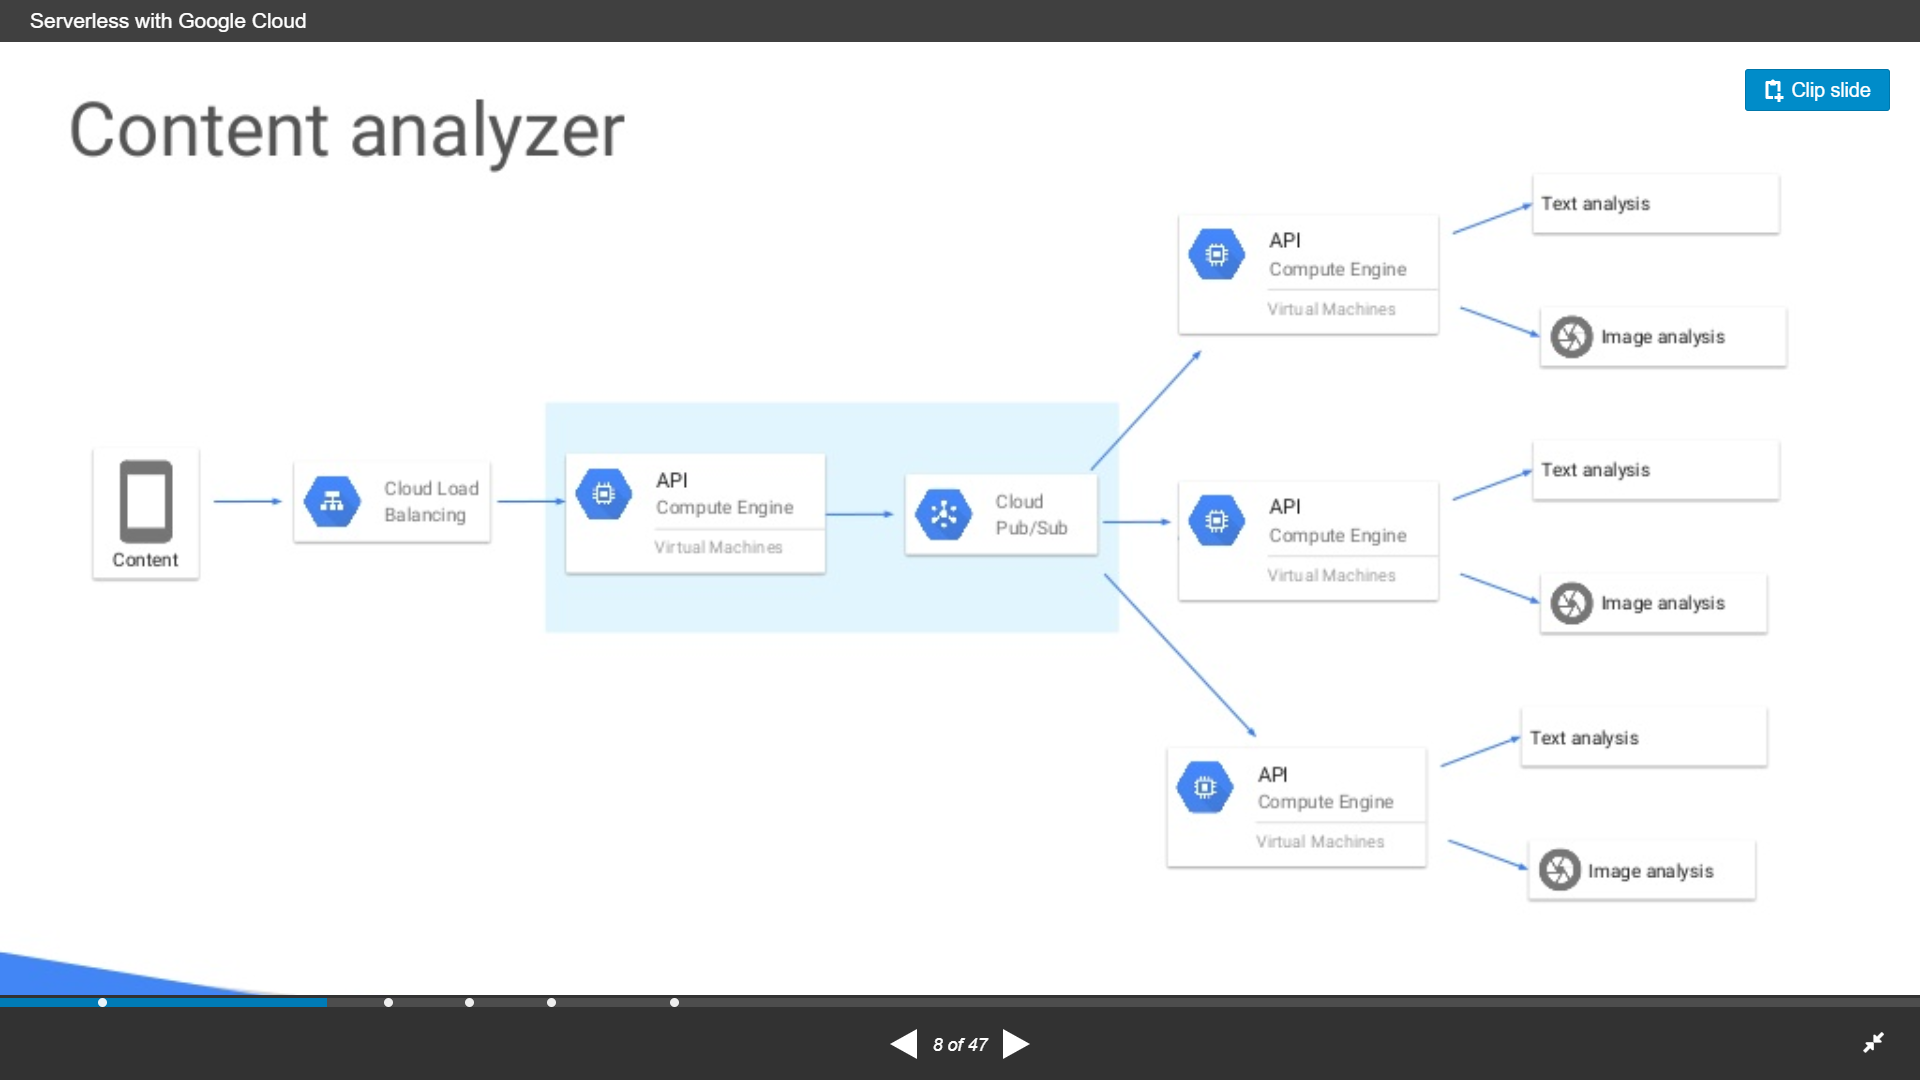 Serverless with Google Cloud
Clip slide
Content analyzer
Content
Cloud Load
Balancing
API
Compute Engine
Virtual Machines
Cloud
Pub/Sub
API
Compute Engine
Virtual Machines
Text analysis
Image analysis
API
Compute Engine
Virtual Machines
Text analysis
Image analysis
API
Compute Engine
Virtual Machines
Text analysis
Image analysis
8 of 47